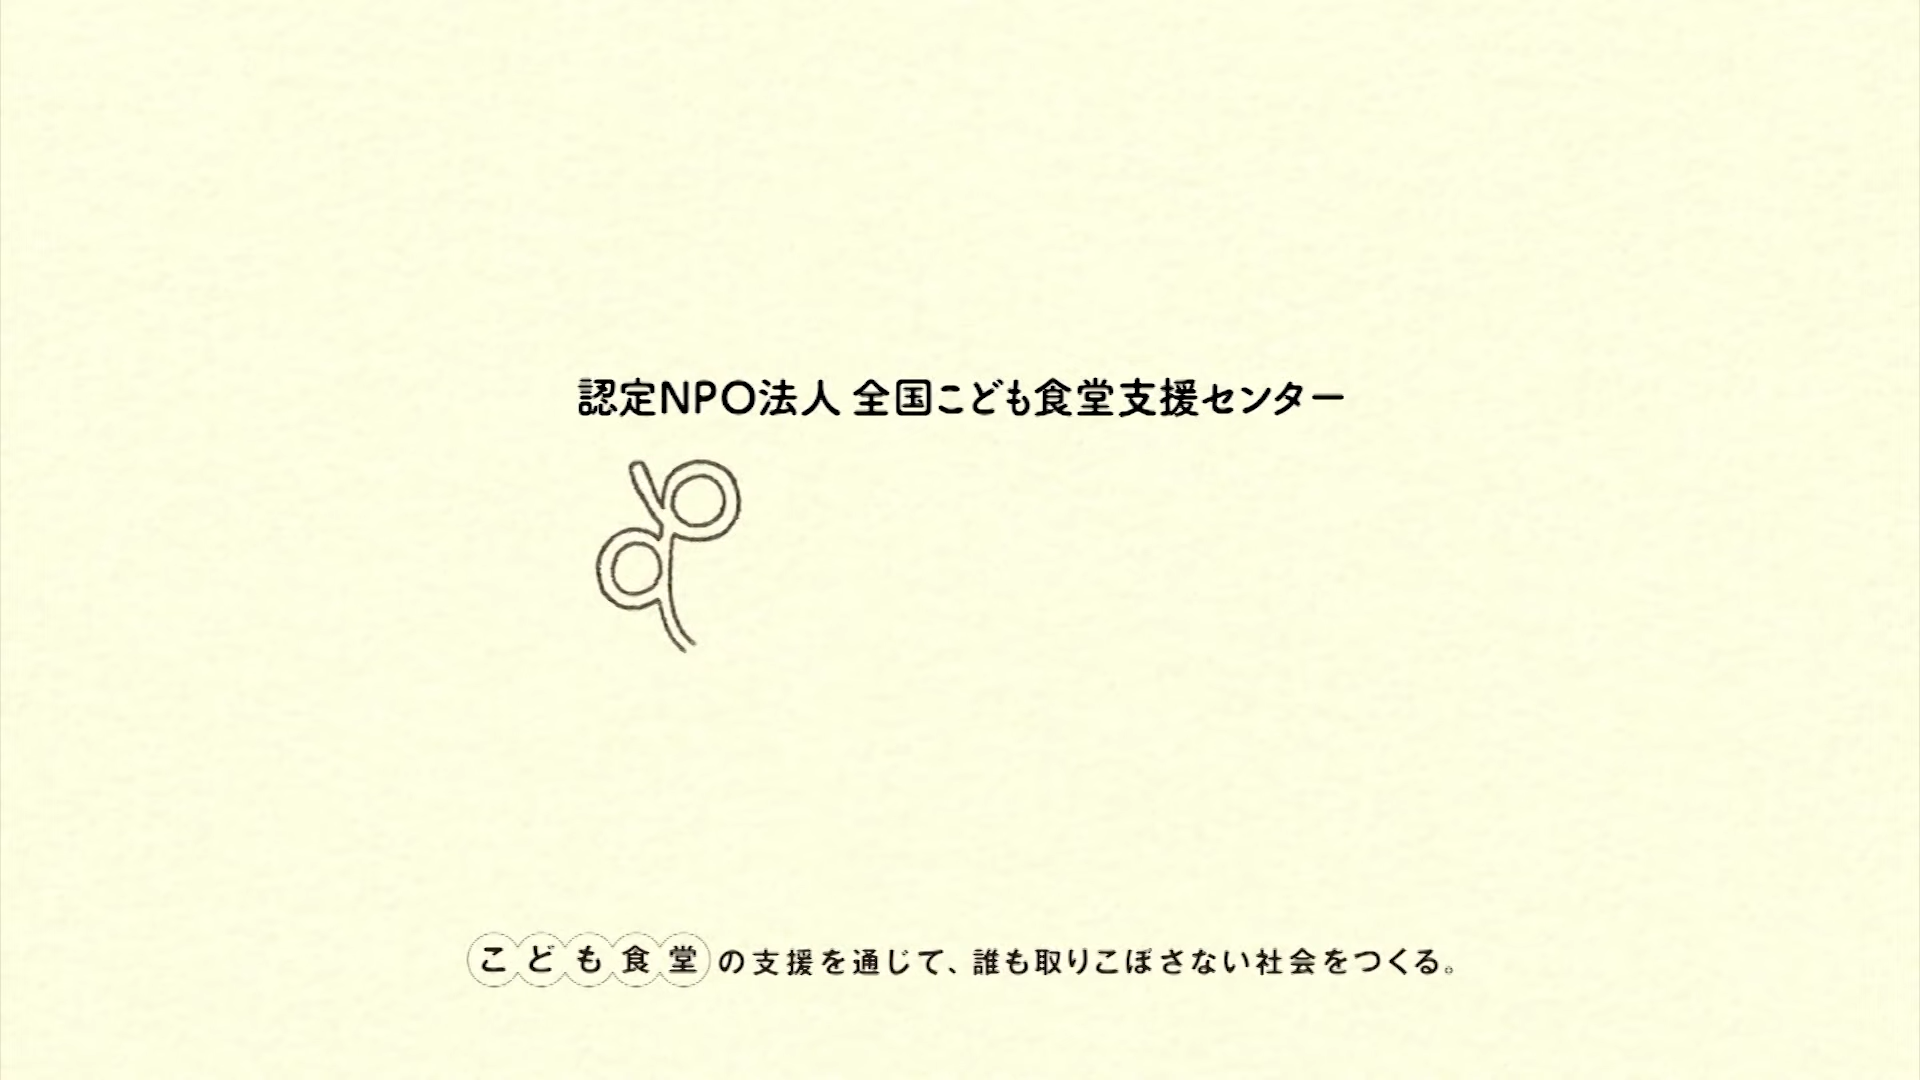 認定NPO法人 全国こども食堂支援センター
こども食堂の支援を通じて、誰も取りこぼさない社会をつくる。